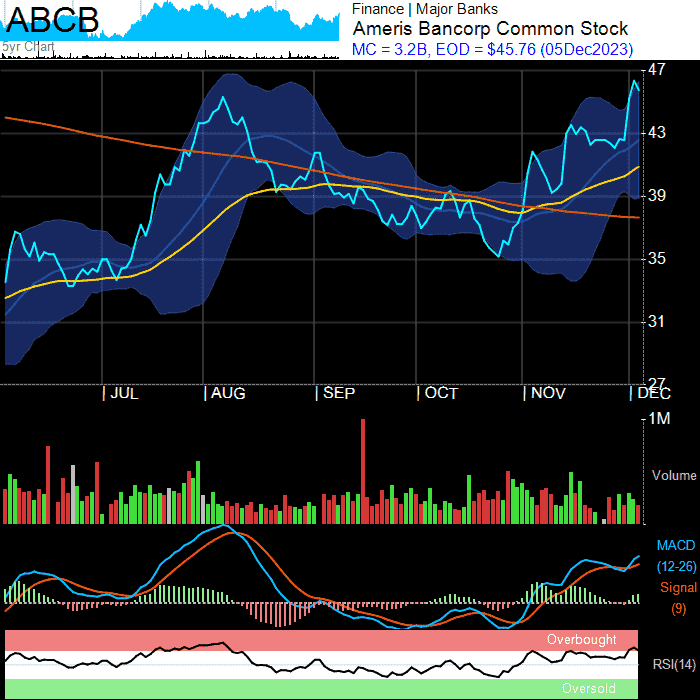 ABCB
5yr Chart
Finance | Major Banks
Ameris Bancorp Common Stock
MC = 3.2B, EOD = $45.76 (05Dec2023)
47
43
39
35
31
27
JUL AUG SEP OCT NOV DEC
1M
Volume
MACD
(12-26)
Signal
(9)
Overbought
RSI(14)
Oversold